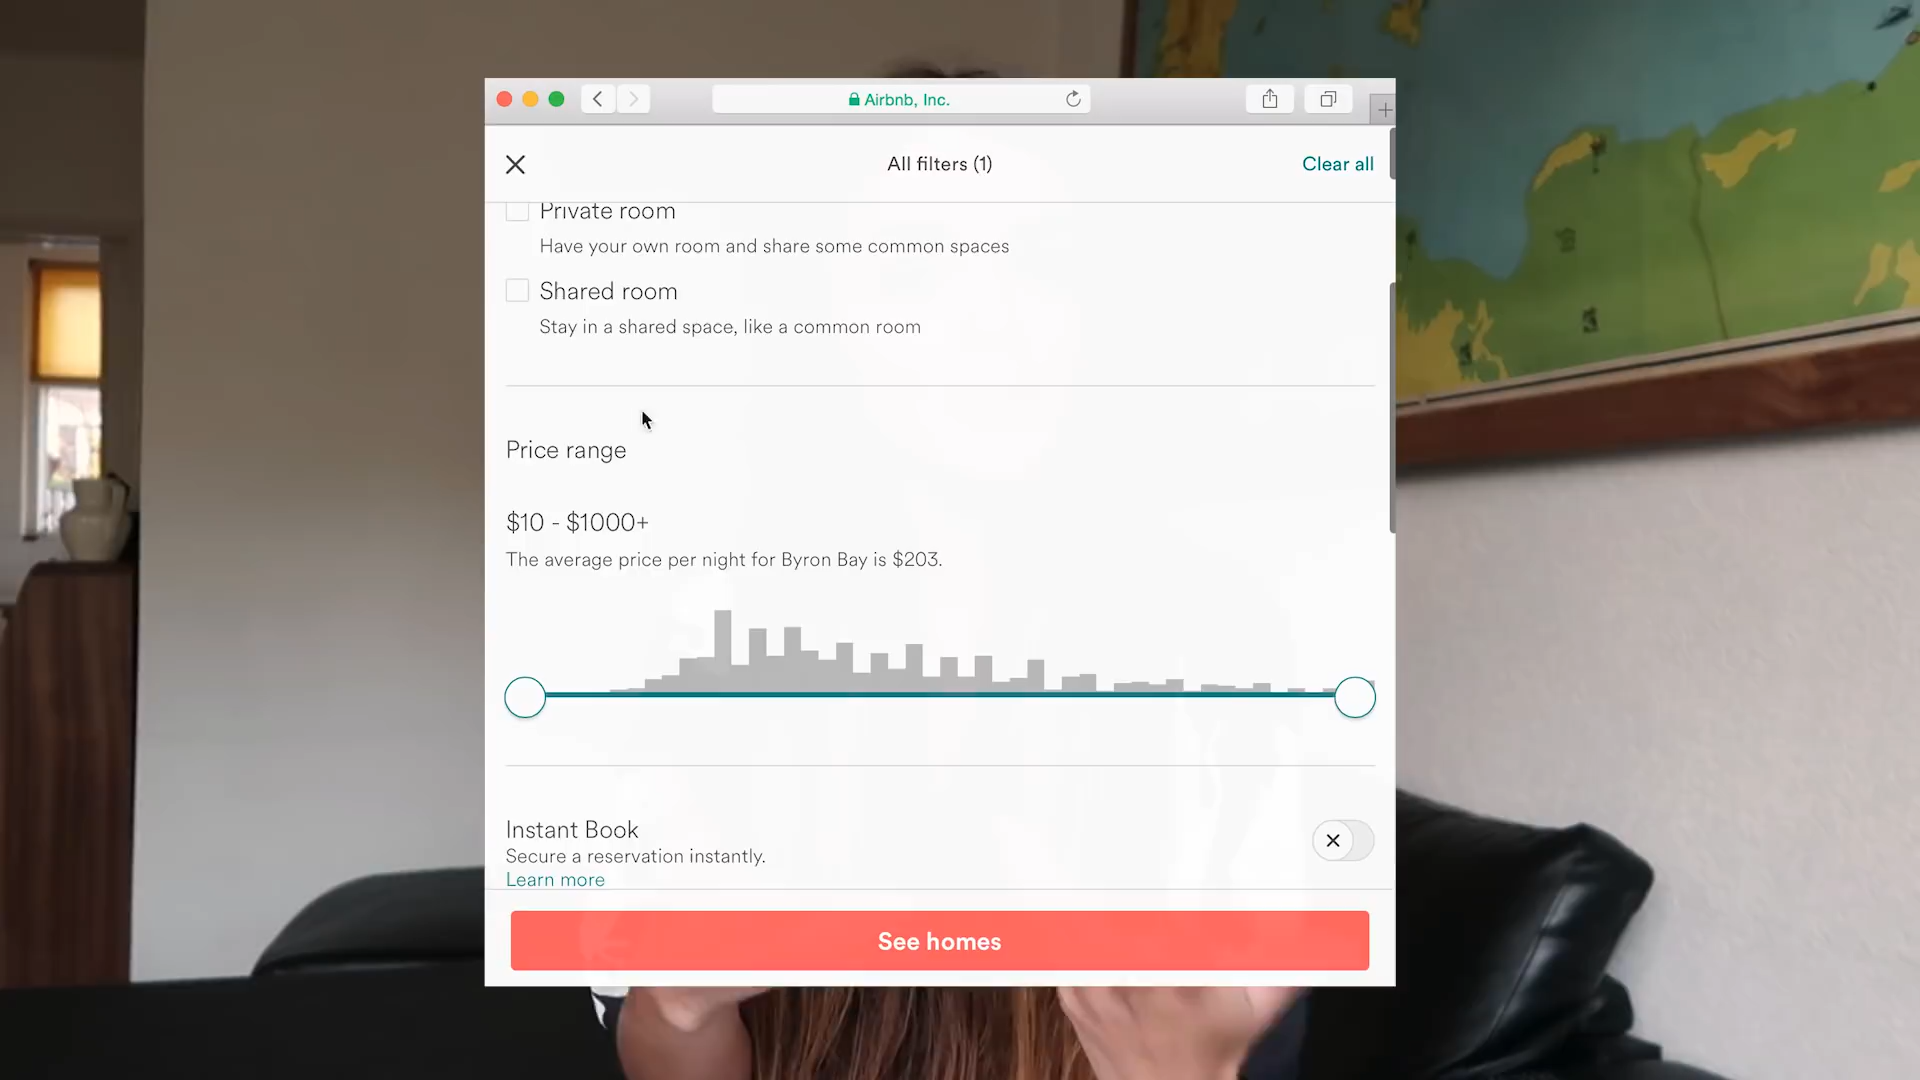 Airbnb, Inc.
All filters (1)
Clear all
Private room
Have your own room and share some common spaces
Shared room
Stay in a shared space, like a common room
Price range
$10 - $1000+
The average price per night for Byron Bay is $203.
Instant Book
Secure a reservation instantly.
Learn more
See homes